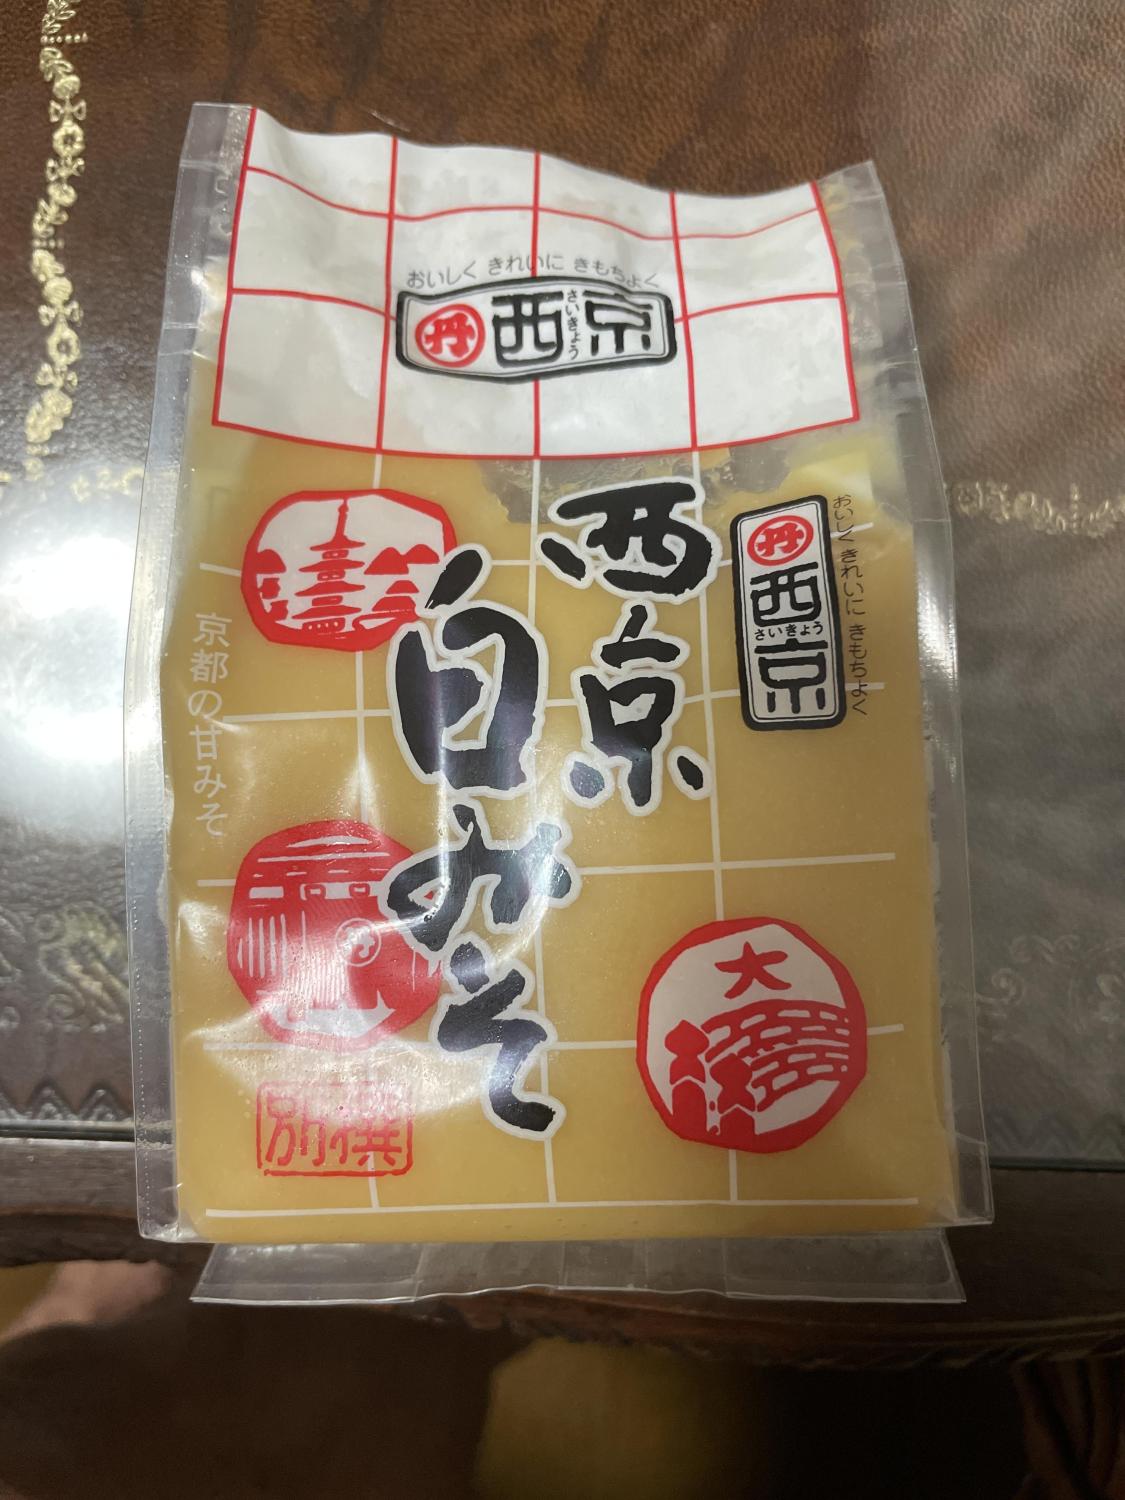 おいしく きれいに きもちよく
丹 西京
さいきょう
西京
白みそ
丹
西
さいきょう
京
おいしく きれいに きもちよく
京都の甘みそ
大
別撰